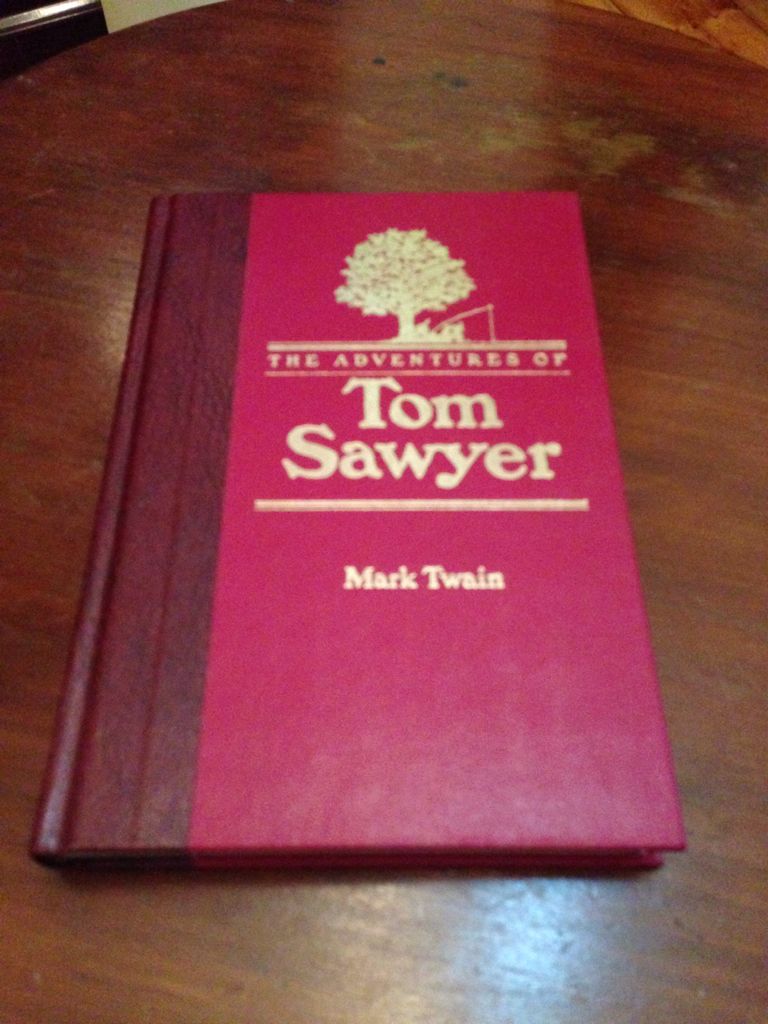 THE ADVENTURES OF
Tom
Sawyer
Mark Twain